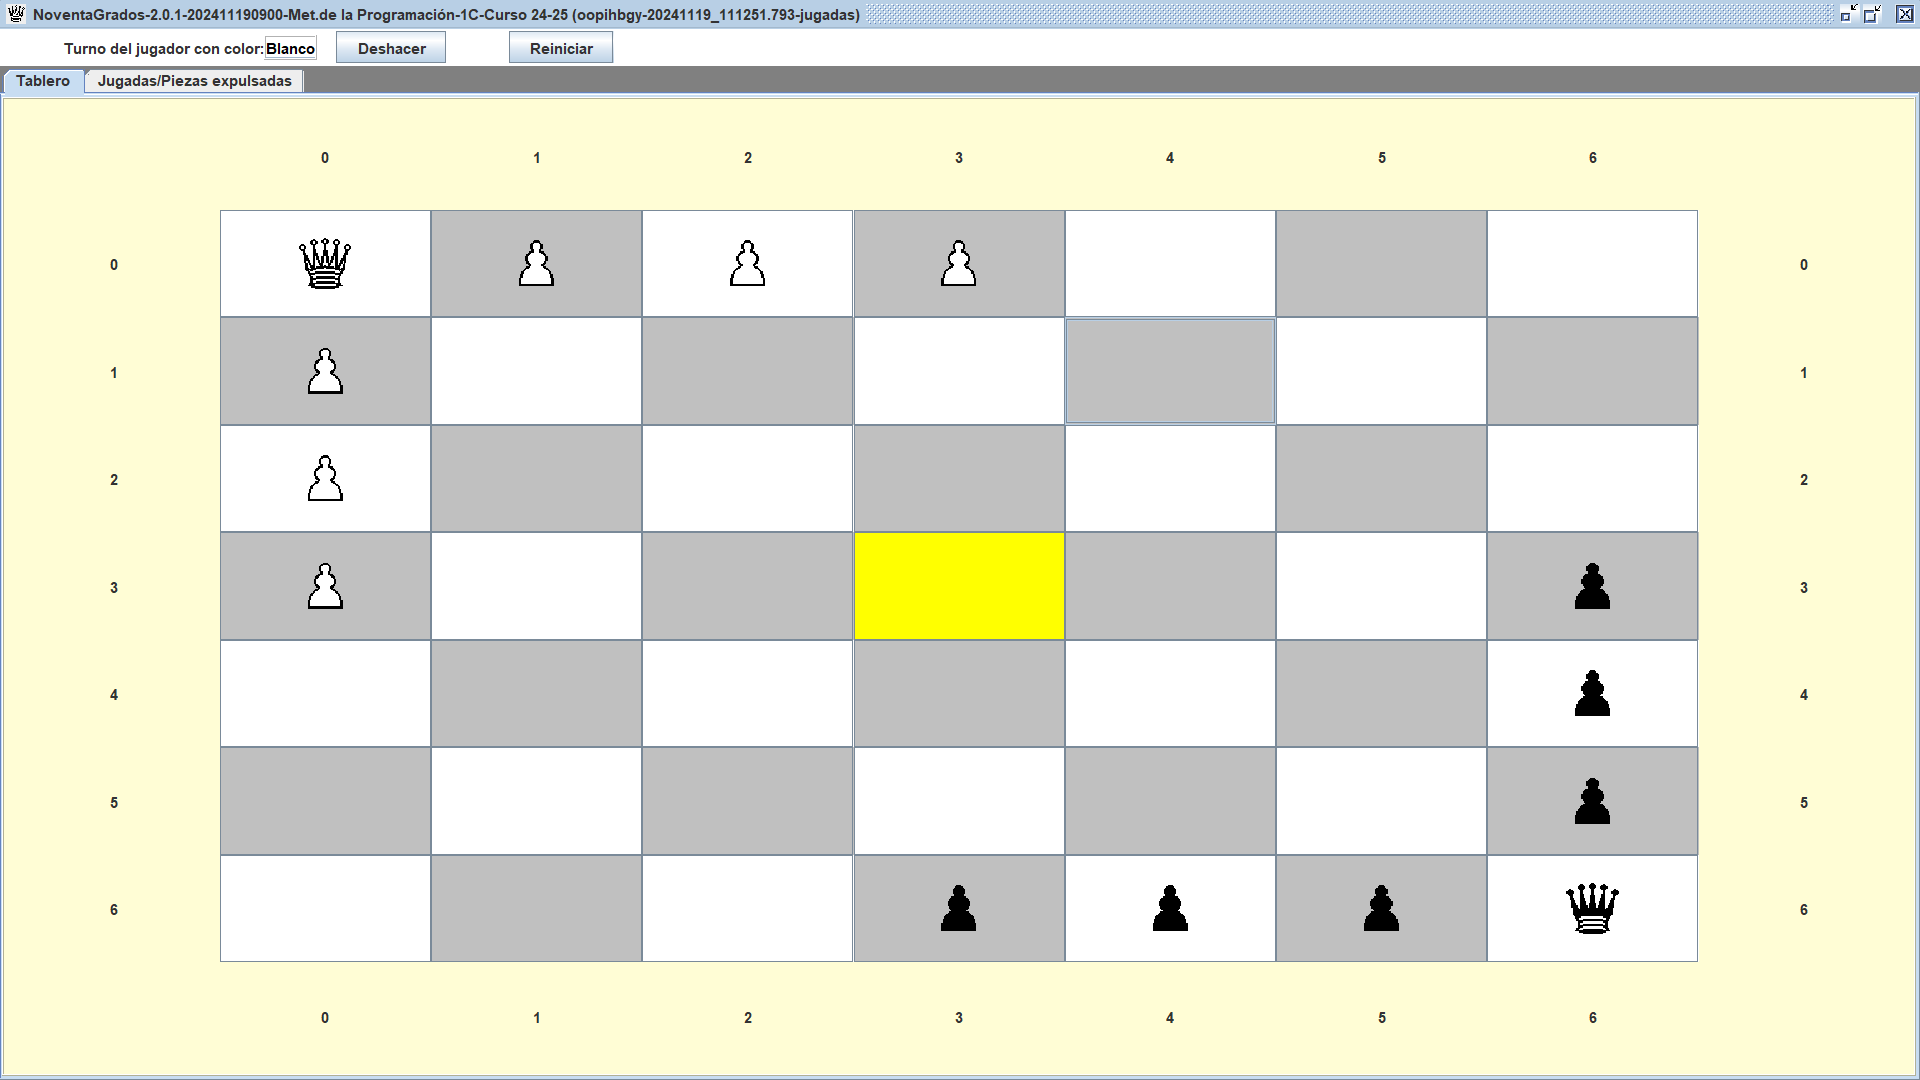 NoventaGrados-2.0.1-202411190900-Met.de la Programación-1C-Curso 24-25 (oopihbgy-20241119_111251.793-jugadas)
Turno del jugador con color: Blanco Deshacer Reiniciar
Tablero Jugadas/Piezas expulsadas
0 1 2 3 4 5 6
0 0
1 1
2 2
3 3
4 4
5 5
6 6
0 1 2 3 4 5 6